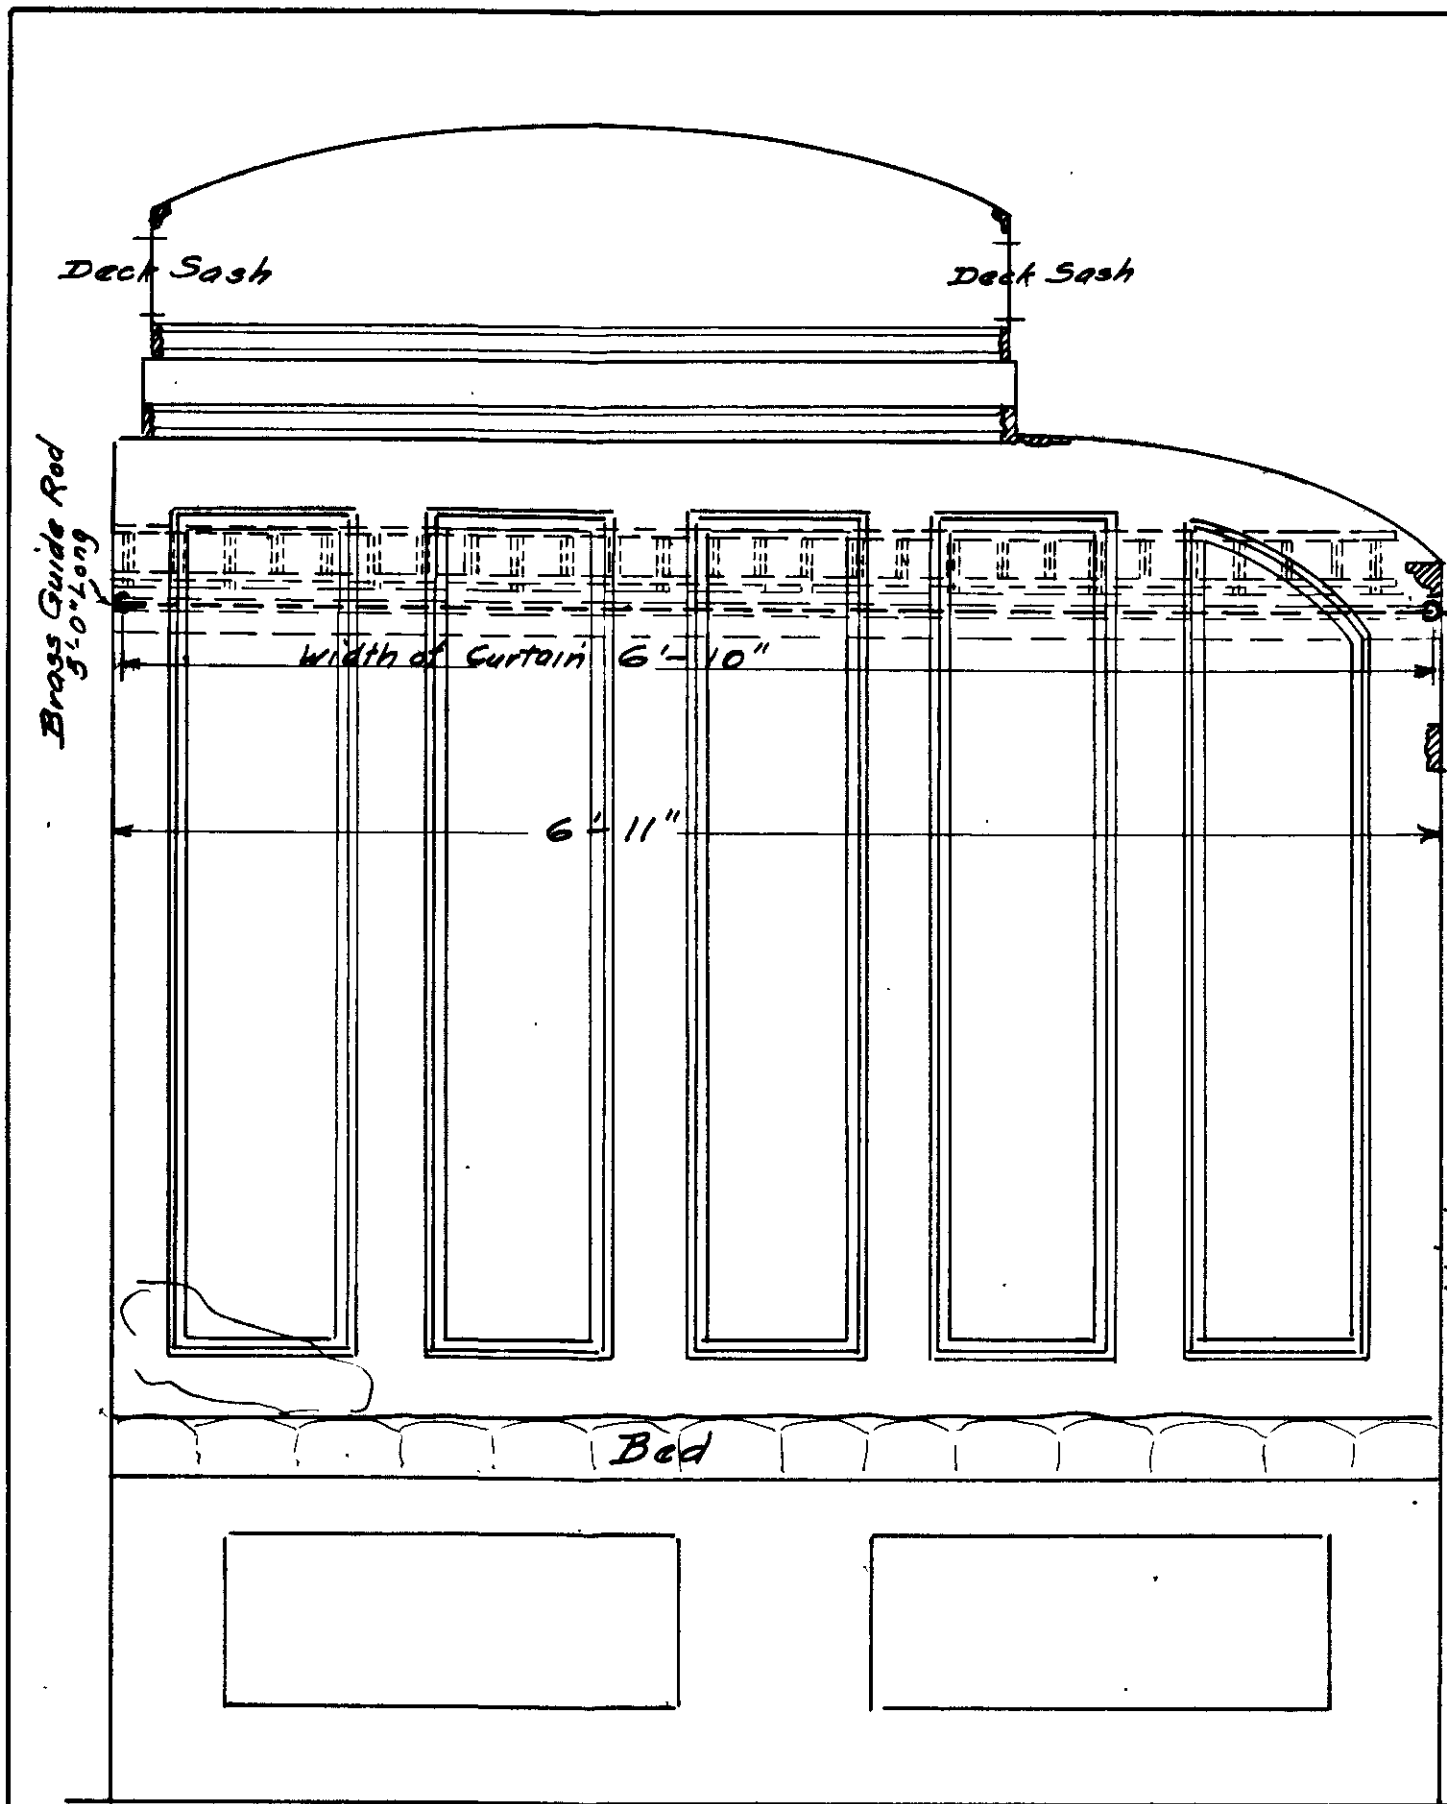 Deck Sash
Deck Sash
Brass Guide Rod
5'-0" Long
Width of Curtain 6'-10"
6'-11"
Bed